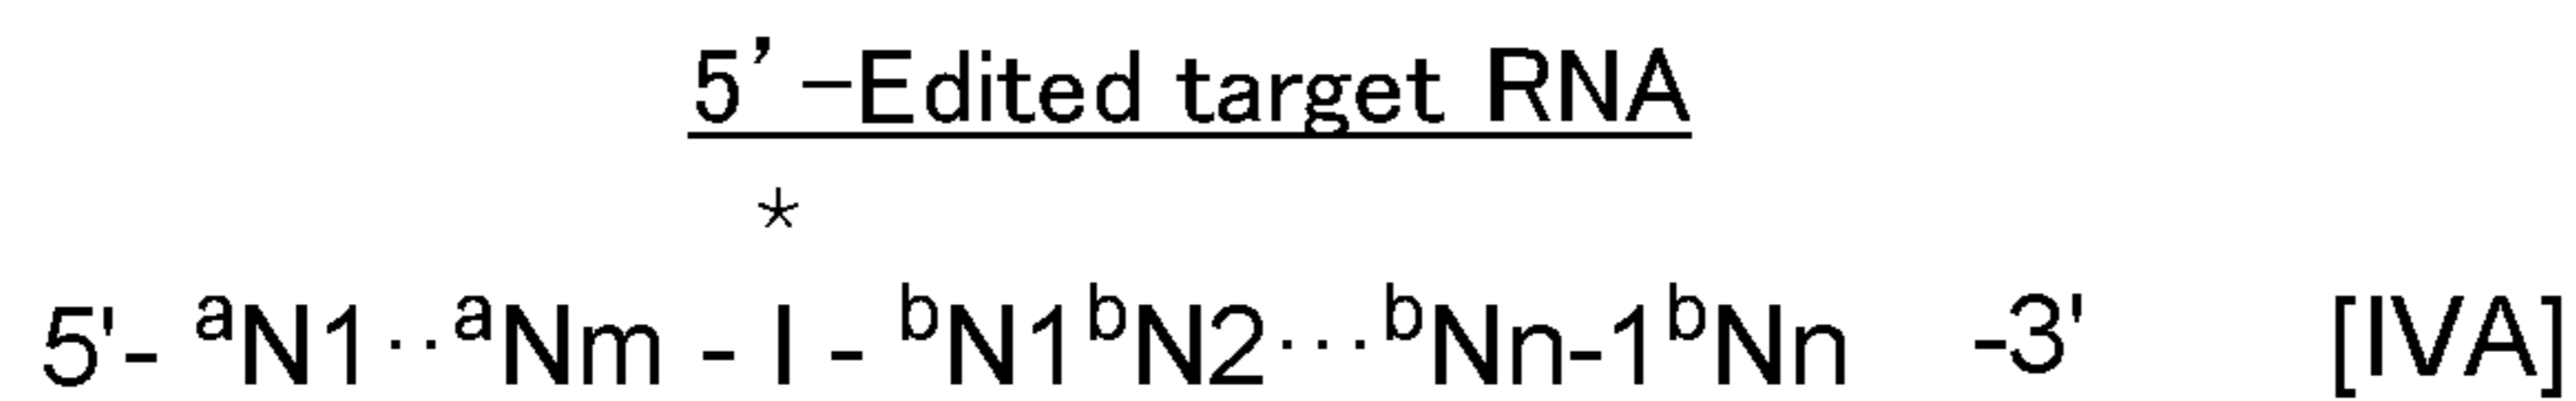 5'-Edited target RNA
*
5'- ᵃN1··ᵃNm - I - ᵇN1ᵇN2···ᵇNn-1ᵇNn -3' [IVA]